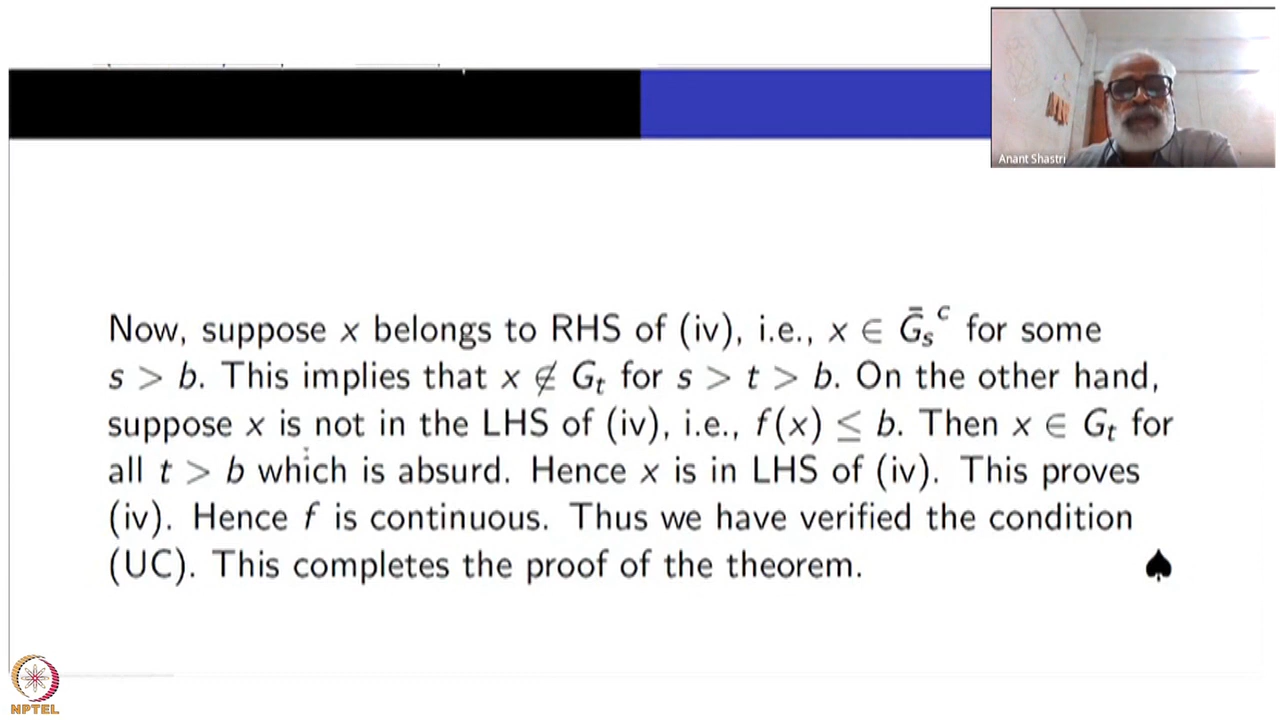 Anant Shastri
Now, suppose x belongs to RHS of (iv), i.e., x ∈ Ḡₛᶜ for some
s > b. This implies that x ∉ Gₜ for s > t > b. On the other hand,
suppose x is not in the LHS of (iv), i.e., f(x) ≤ b. Then x ∈ Gₜ for
all t > b which is absurd. Hence x is in LHS of (iv). This proves
(iv). Hence f is continuous. Thus we have verified the condition
(UC). This completes the proof of the theorem. ♠
NPTEL